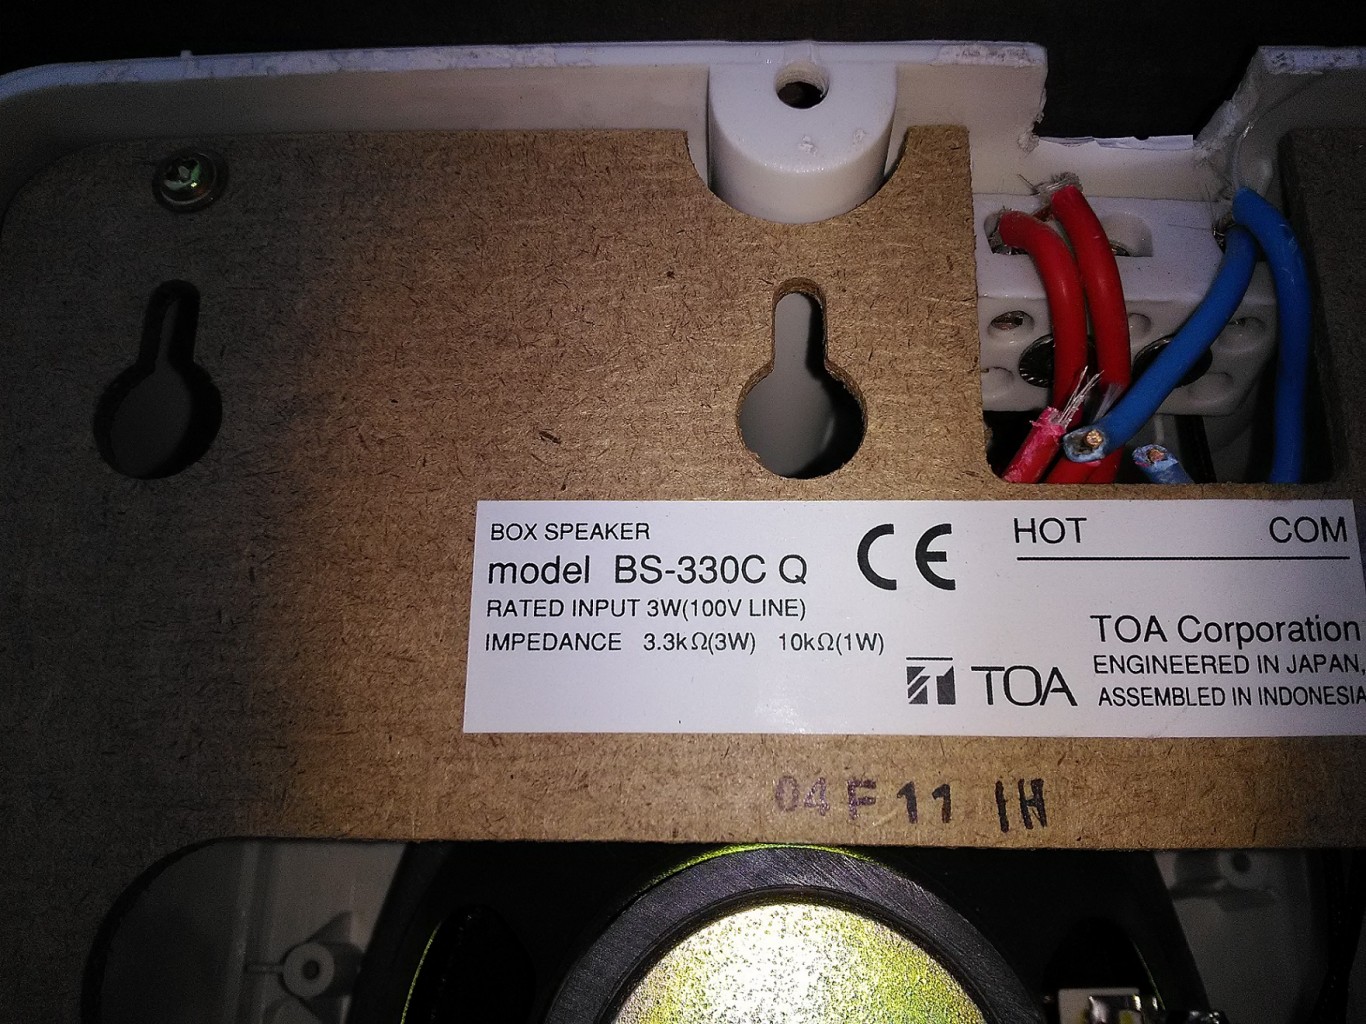 BOX SPEAKER
model BS-330C Q
RATED INPUT 3W(100V LINE)
IMPEDANCE 3.3kΩ(3W) 10kΩ(1W)
CE
HOT COM
TOA Corporation
ENGINEERED IN JAPAN,
ASSEMBLED IN INDONESIA
TOA
04 F 11 IH